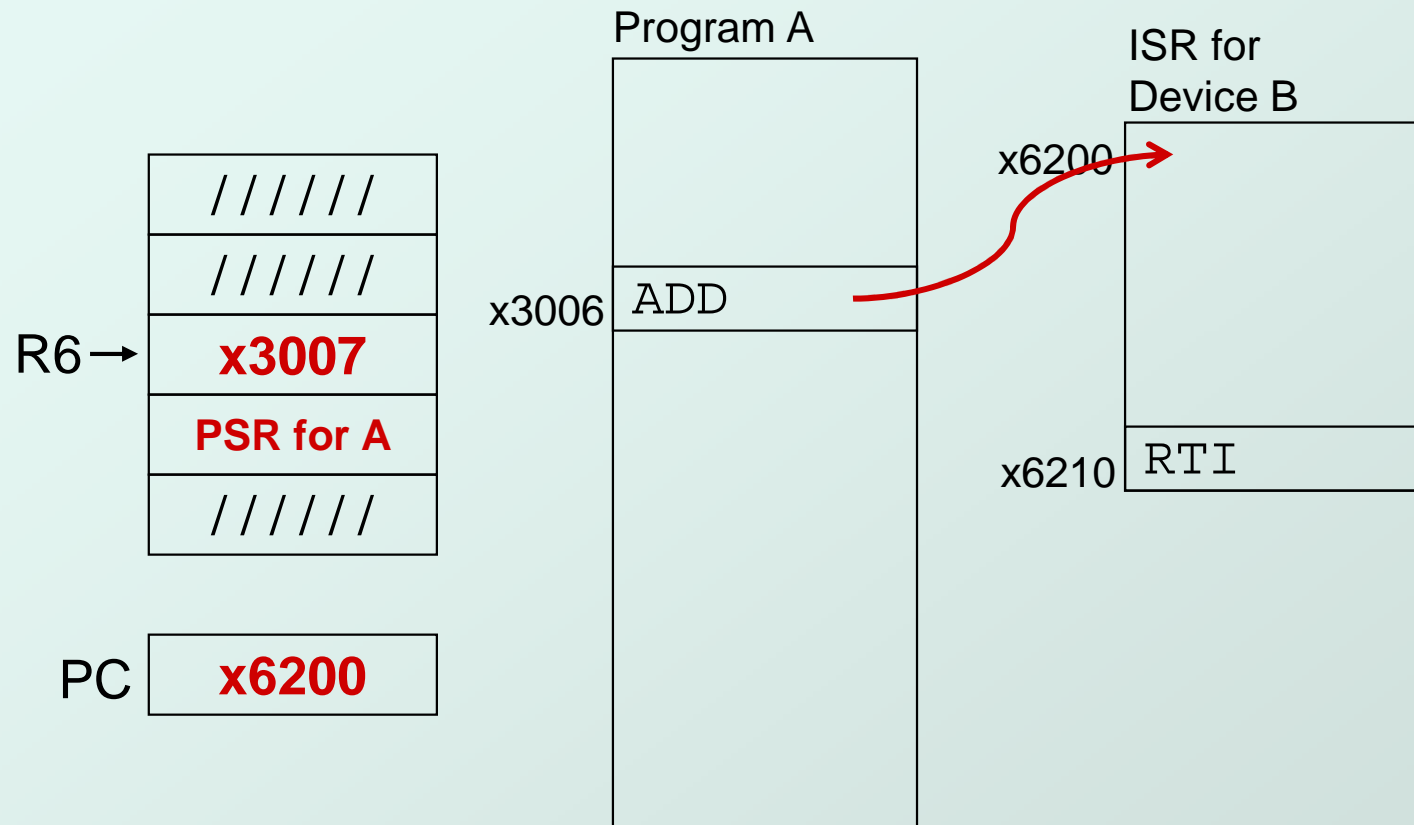 Program A
ISR for
Device B
//////
//////
R6
x3007
PSR for A
//////
PC
x6200
x3006
ADD
x6200
x6210
RTI